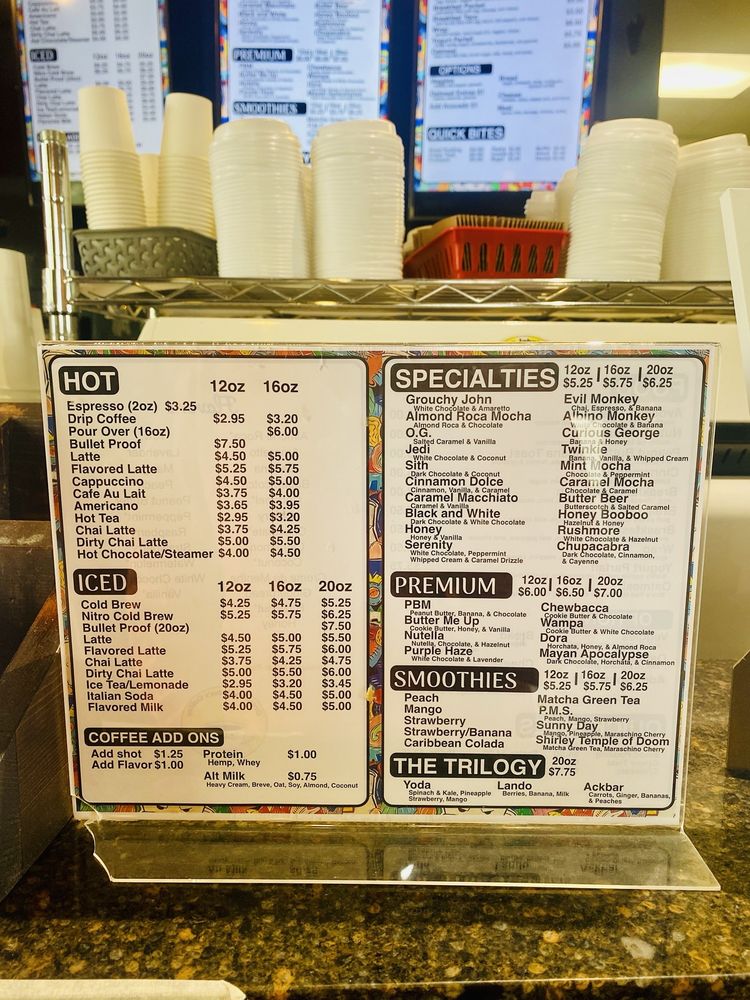 ICED
PREMIUM
SMOOTHIES
OPTIONS
QUICK BITES
HOT 12oz 16oz
Espresso (2oz) $3.25
Drip Coffee $2.95 $3.20
Pour Over (16oz) $6.00
Bullet Proof $7.50
Latte $4.50 $5.00
Flavored Latte $5.25 $5.75
Cappuccino $4.50 $5.00
Cafe Au Lait $3.75 $4.00
Americano $3.65 $3.95
Hot Tea $2.95 $3.20
Chai Latte $3.75 $4.25
Dirty Chai Latte $5.00 $5.50
Hot Chocolate/Steamer $4.00 $4.50
ICED 12oz 16oz 20oz
Cold Brew $4.25 $4.75 $5.25
Nitro Cold Brew $5.25 $5.75 $6.25
Bullet Proof (20oz) $7.50
Latte $4.50 $5.00 $5.50
Flavored Latte $5.25 $5.75 $6.00
Chai Latte $3.75 $4.25 $4.75
Dirty Chai Latte $5.00 $5.50 $6.00
Ice Tea/Lemonade $2.95 $3.20 $3.45
Italian Soda $4.00 $4.50 $5.00
Flavored Milk $4.00 $4.50 $5.00
COFFEE ADD ONS
Add shot $1.25
Add Flavor $1.00
Protein $1.00
Hemp, Whey
Alt Milk $0.75
Heavy Cream, Breve, Oat, Soy, Almond, Coconut
SPECIALTIES 12oz | 16oz | 20oz
$5.25 $5.75 $6.25
Grouchy John
White Chocolate & Amaretto
Almond Roca Mocha
Almond Roca & Chocolate
O.G.
Salted Caramel & Vanilla
Jedi
White Chocolate & Coconut
Sith
Dark Chocolate & Coconut
Cinnamon Dolce
Cinnamon, Vanilla, & Caramel
Caramel Macchiato
Caramel & Vanilla
Black and White
Dark Chocolate & White Chocolate
Honey
Honey & Vanilla
Serenity
White Chocolate, Peppermint
Whipped Cream & Caramel Drizzle
Evil Monkey
Chai, Espresso, & Banana
Albino Monkey
White Chocolate & Banana
Curious George
Banana & Honey
Twinkie
Banana, Vanilla, & Whipped Cream
Mint Mocha
Chocolate & Peppermint
Caramel Mocha
Chocolate & Caramel
Butter Beer
Butterscotch & Salted Caramel
Honey Booboo
Hazelnut & Honey
Rushmore
White Chocolate & Hazelnut
Chupacabra
Dark Chocolate, Cinnamon,
& Cayenne
PREMIUM 12oz | 16oz | 20oz
$6.00 $6.50 $7.00
PBM
Peanut Butter, Banana, & Chocolate
Butter Me Up
Cookie Butter, Honey, & Vanilla
Nutella
Nutella, Chocolate, & Hazelnut
Purple Haze
White Chocolate & Lavender
Chewbacca
Cookie Butter & Chocolate
Wampa
Cookie Butter & White Chocolate
Dora
Horchata, Honey, & Almond Roca
Mayan Apocalypse
Dark Chocolate, Horchata, & Cinnamon
SMOOTHIES 12oz | 16oz | 20oz
$5.25 $5.75 $6.25
Peach
Mango
Strawberry
Strawberry/Banana
Caribbean Colada
Matcha Green Tea
P.M.S.
Peach, Mango, Strawberry
Sunny Day
Mango, Pineapple, Maraschino Cherry
Shirley Temple of Doom
Matcha Green Tea, Maraschino Cherry
THE TRILOGY 20oz
$7.75
Yoda
Spinach & Kale, Pineapple
Strawberry, Mango
Lando
Berries, Banana, Milk
Ackbar
Carrots, Ginger, Bananas,
& Peaches